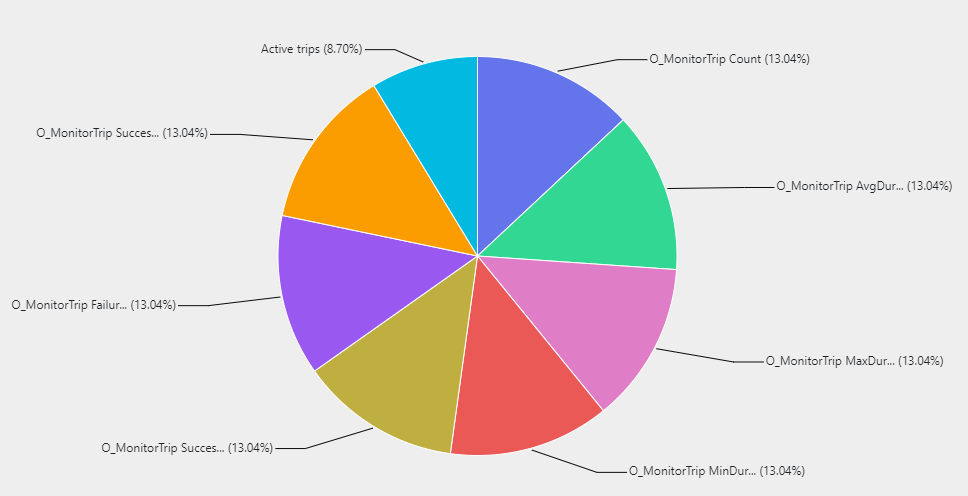 Active trips (8.70%)
O_MonitorTrip Count (13.04%)
O_MonitorTrip Succes... (13.04%)
O_MonitorTrip AvgDur... (13.04%)
O_MonitorTrip Failur... (13.04%)
O_MonitorTrip MaxDur... (13.04%)
O_MonitorTrip Succes... (13.04%)
O_MonitorTrip MinDur... (13.04%)